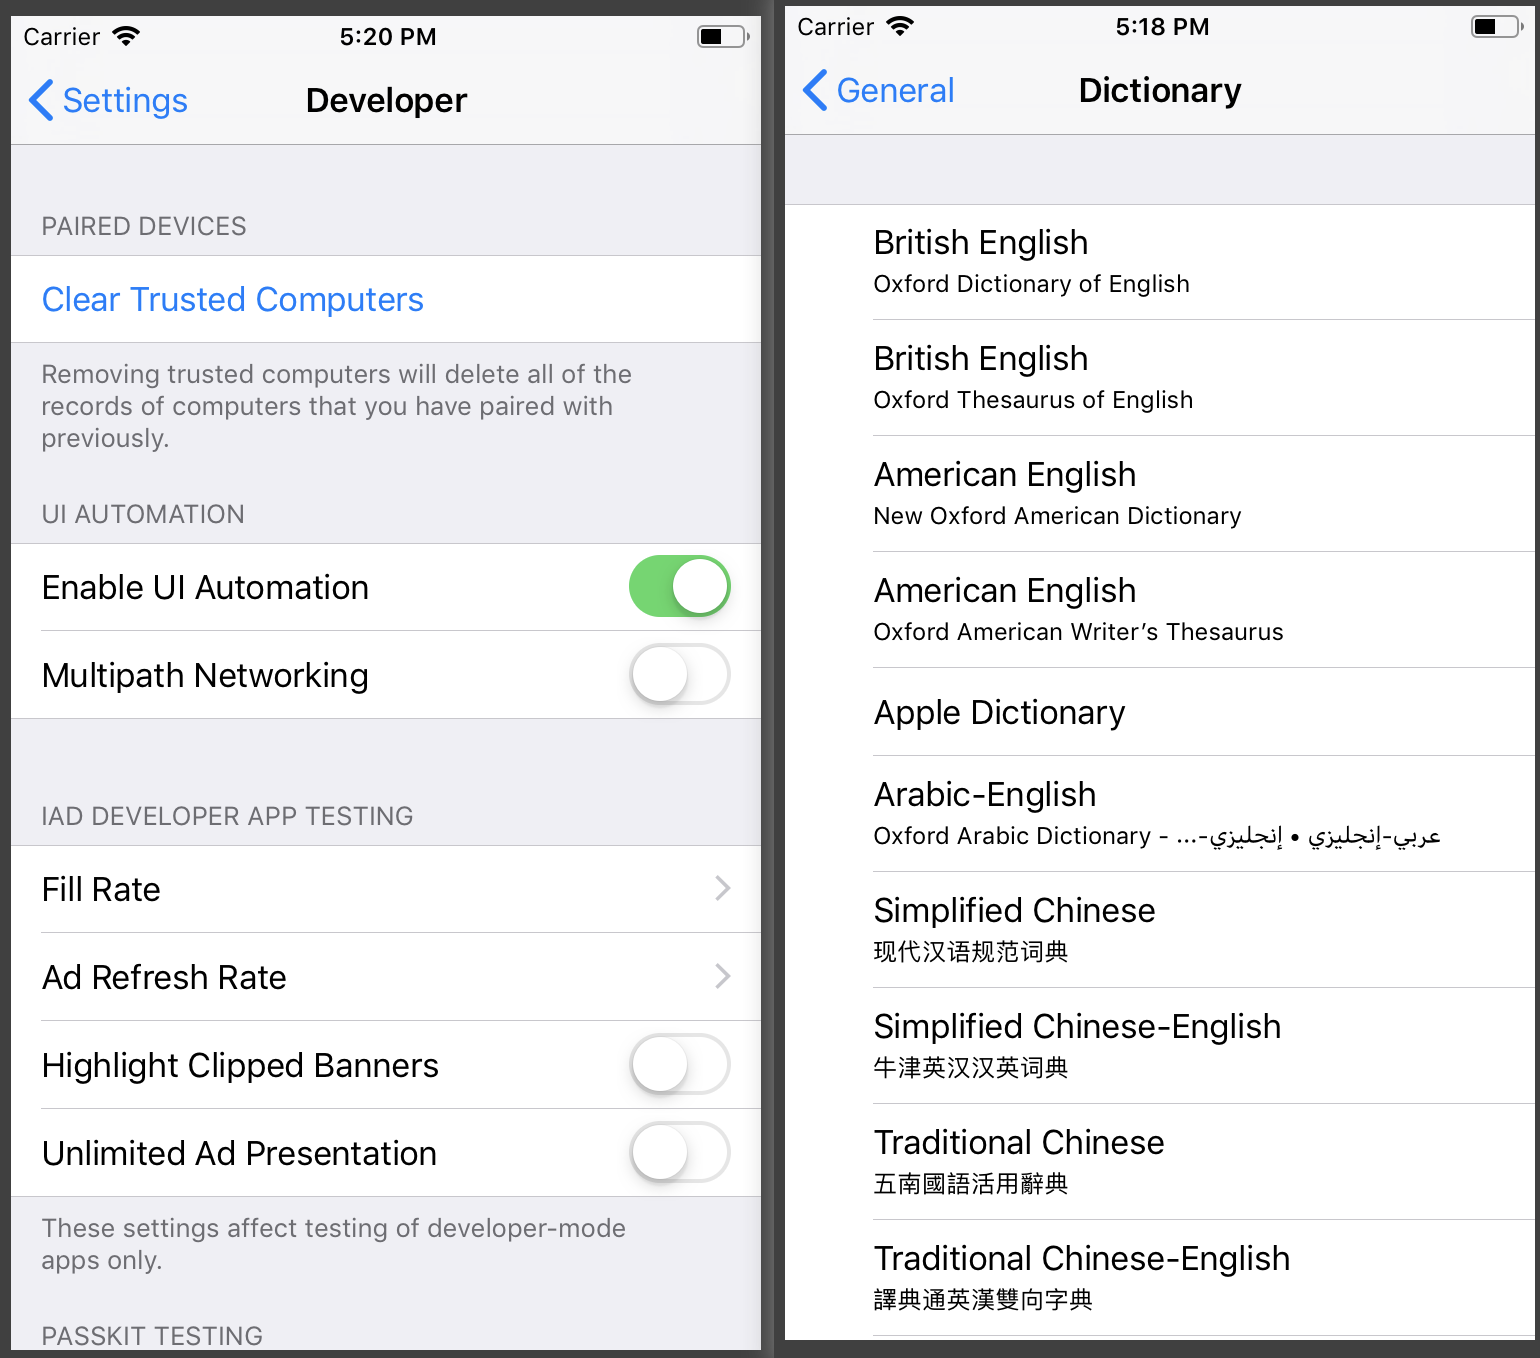 Carrier 5:20 PM
Settings Developer
PAIRED DEVICES
Clear Trusted Computers
Removing trusted computers will delete all of the
records of computers that you have paired with
previously.
UI AUTOMATION
Enable UI Automation
Multipath Networking
IAD DEVELOPER APP TESTING
Fill Rate
Ad Refresh Rate
Highlight Clipped Banners
Unlimited Ad Presentation
These settings affect testing of developer-mode
apps only.
PASSKIT TESTING
Carrier 5:18 PM
General Dictionary
British English
Oxford Dictionary of English
British English
Oxford Thesaurus of English
American English
New Oxford American Dictionary
American English
Oxford American Writer’s Thesaurus
Apple Dictionary
Arabic-English
Oxford Arabic Dictionary - عربي-إنجليزي • إنجليزي-...
Simplified Chinese
现代汉语规范词典
Simplified Chinese-English
牛津英汉汉英词典
Traditional Chinese
五南國語活用辭典
Traditional Chinese-English
譯典通英漢雙向字典